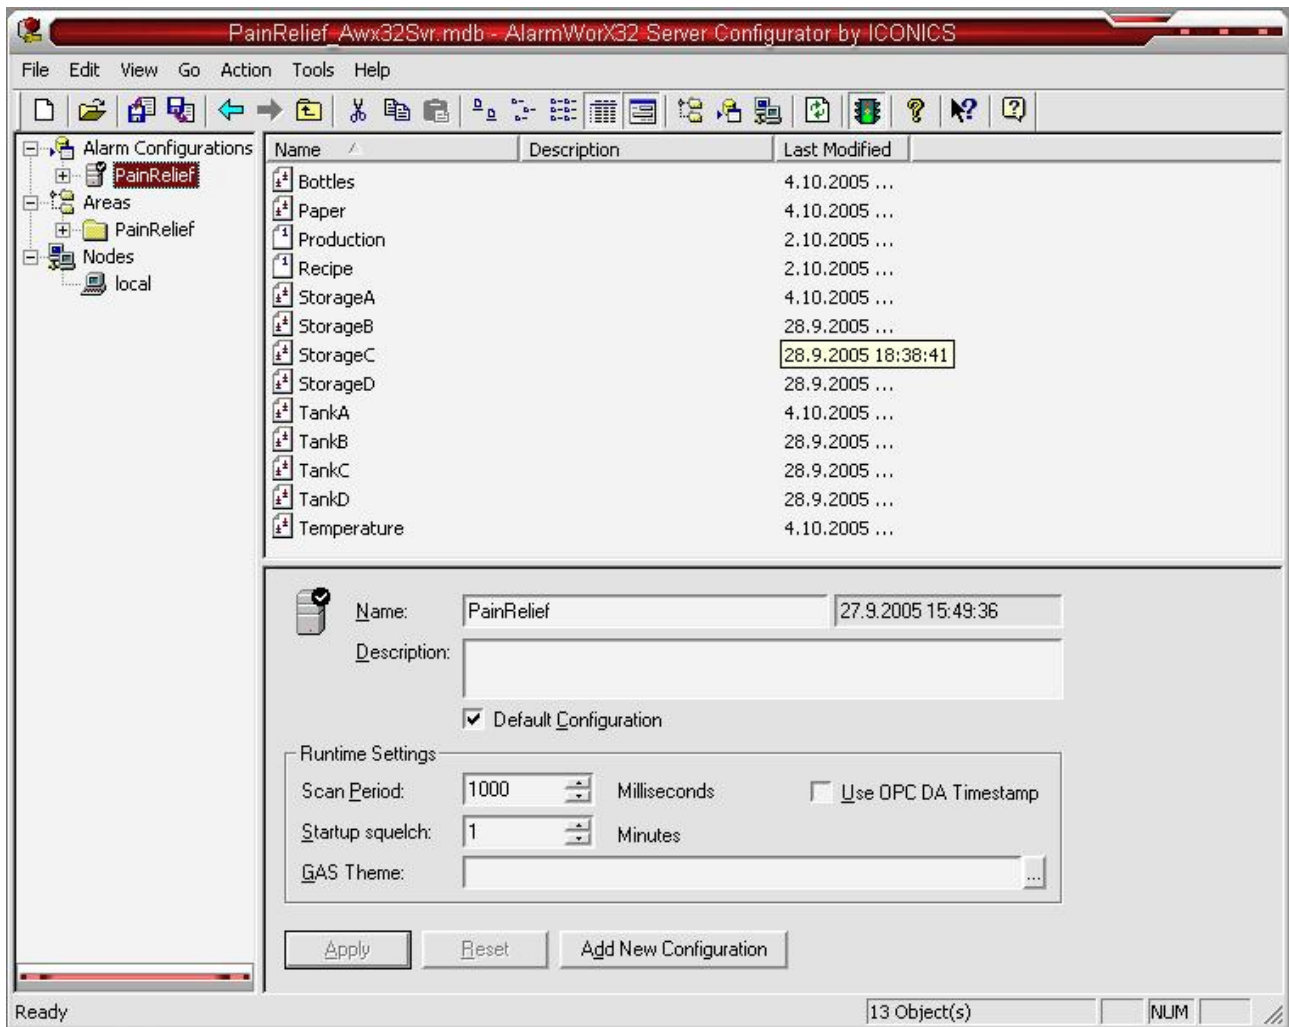 PainRelief_Awx32Svr.mdb - AlarmWorX32 Server Configurator by ICONICS
File Edit View Go Action Tools Help
Alarm Configurations
PainRelief
Areas
PainRelief
Nodes
local
Name Description Last Modified
Bottles 4.10.2005 ...
Paper 4.10.2005 ...
Production 2.10.2005 ...
Recipe 2.10.2005 ...
StorageA 4.10.2005 ...
StorageB 28.9.2005 ...
StorageC 28.9.2005 18:38:41
StorageD 28.9.2005 ...
TankA 4.10.2005 ...
TankB 28.9.2005 ...
TankC 28.9.2005 ...
TankD 28.9.2005 ...
Temperature 4.10.2005 ...
Name: PainRelief 27.9.2005 15:49:36
Description:
Default Configuration
Runtime Settings
Scan Period: 1000 Milliseconds Use OPC DA Timestamp
Startup squelch: 1 Minutes
GAS Theme: ...
Apply Reset Add New Configuration
Ready 13 Object(s) NUM